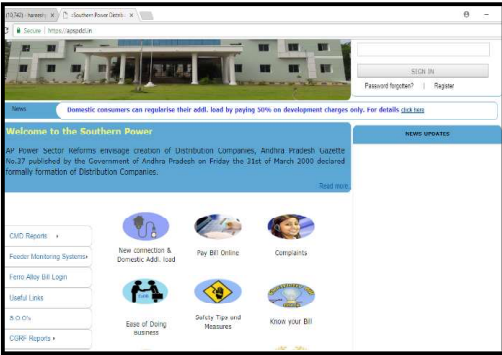 (10,740) - haneesh
«Southern Power Distrib
Secure | https://apspdcl.in
SIGN IN
Password forgotten? | Register
News Domestic consumers can regularise their addl. load by paying 50% on development charges only. For details click here
Welcome to the Southern Power
NEWS UPDATES
AP Power Sector Reforms envisage creation of Distribution Companies, Andhra Pradesh Gazette
No.37 published by the Government of Andhra Pradesh on Friday the 31st of March 2000 declared
formally formation of Distribution Companies.
Read more
CMD Reports
Feeder Monitoring Systems
Ferro Alloy Bill Login
Useful Links
S O C's
CGRF Reports
New connection &
Domestic Addl. load
Pay Bill Online
Complaints
Ease of Doing
Business
Safety Tips and
Measures
Know your Bill